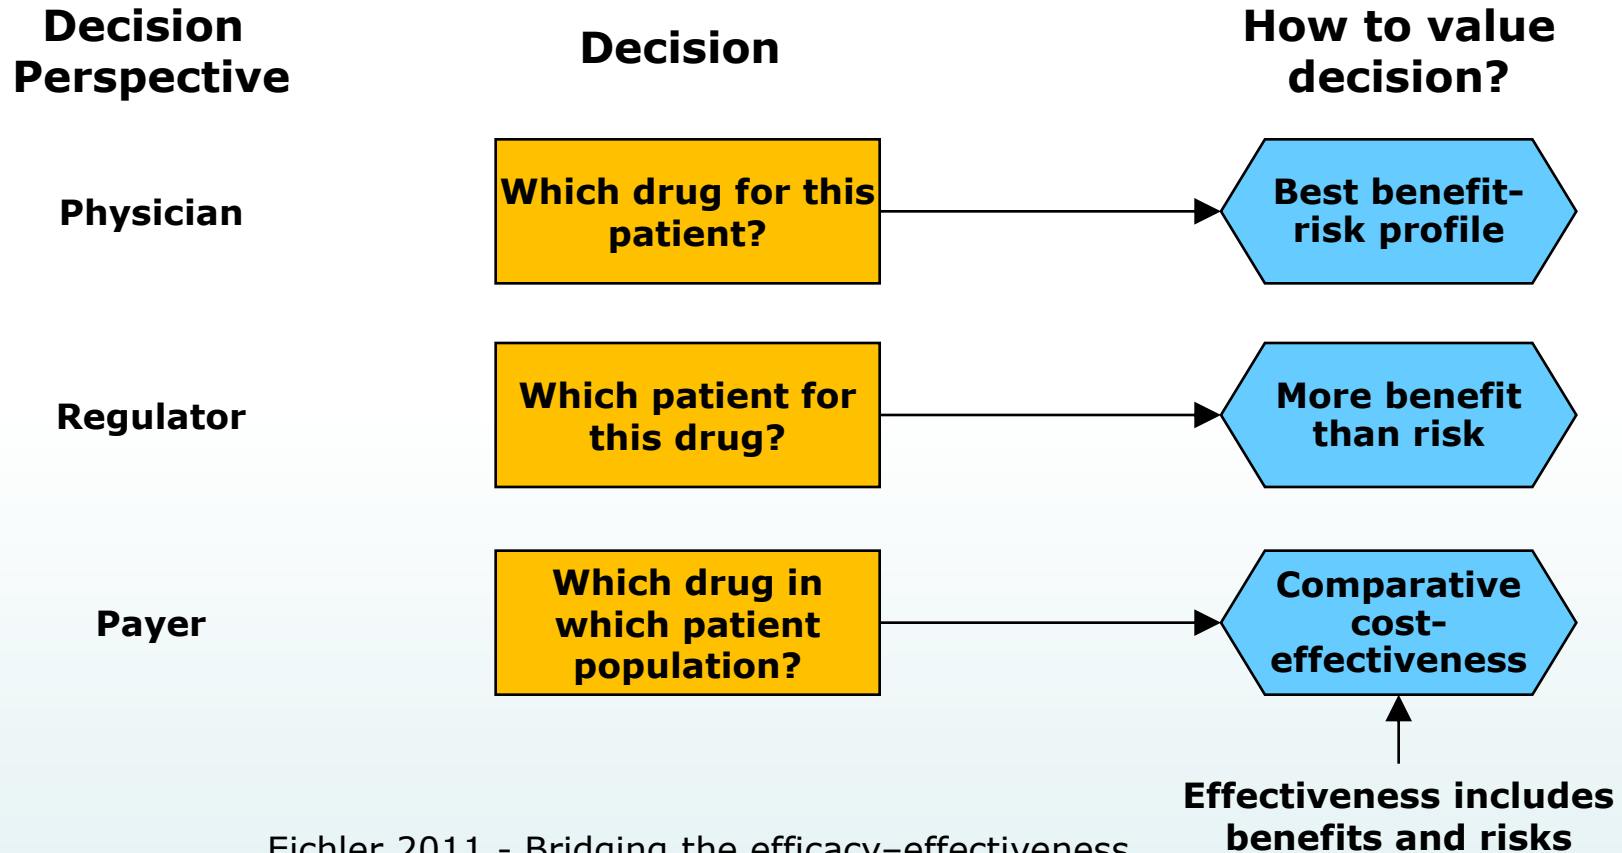 Decision
Perspective
Decision
How to value
decision?
Physician
Which drug for this
patient?
Best benefit-
risk profile
Regulator
Which patient for
this drug?
More benefit
than risk
Payer
Which drug in
which patient
population?
Comparative
cost-
effectiveness
Effectiveness includes
benefits and risks
Eichler 2011 - Bridging the efficacy–effectiveness